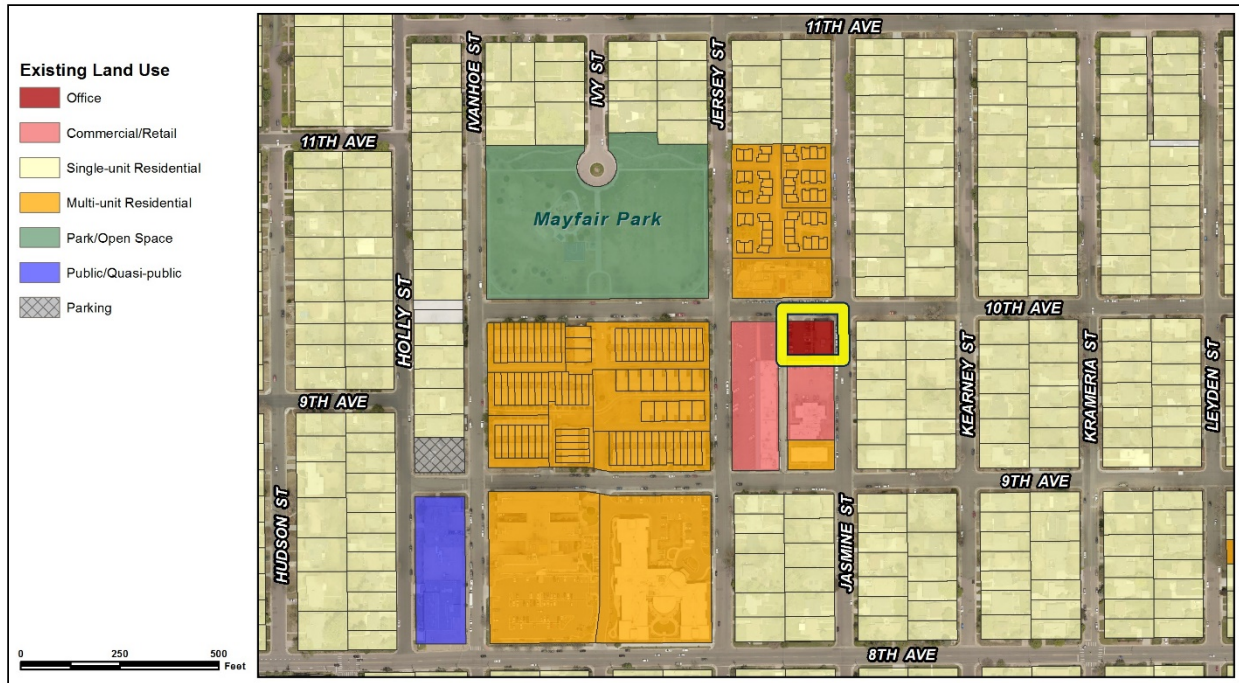 Existing Land Use
Office
Commercial/Retail
Single-unit Residential
Multi-unit Residential
Park/Open Space
Public/Quasi-public
Parking
0 250 500
Feet
11TH AVE
IVANHOE ST
IVY ST
JERSEY ST
11TH AVE
Mayfair Park
10TH AVE
HOLLY ST
KEARNEY ST
KRAMERIA ST
LEYDEN ST
9TH AVE
9TH AVE
HUDSON ST
JASMINE ST
8TH AVE